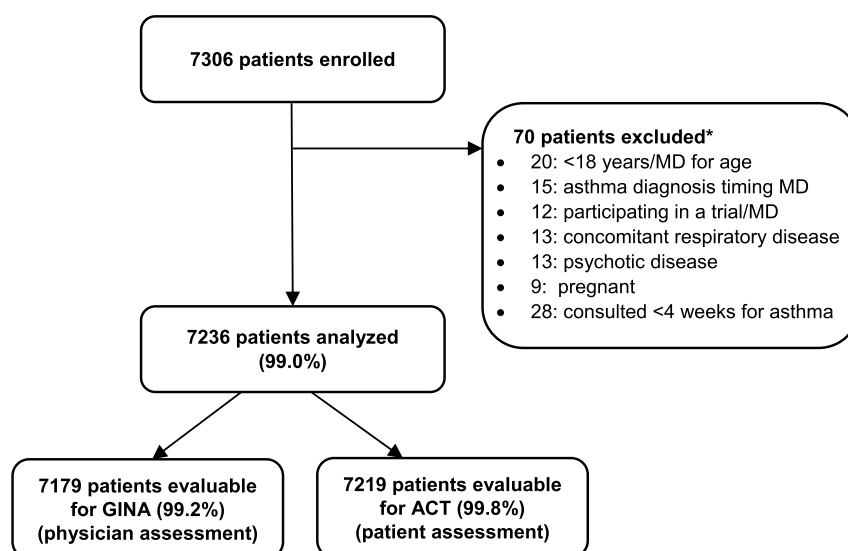 7306 patients enrolled
70 patients excluded*
• 20: <18 years/MD for age
• 15: asthma diagnosis timing MD
• 12: participating in a trial/MD
• 13: concomitant respiratory disease
• 13: psychotic disease
• 9: pregnant
• 28: consulted <4 weeks for asthma
7236 patients analyzed
(99.0%)
7179 patients evaluable
for GINA (99.2%)
(physician assessment)
7219 patients evaluable
for ACT (99.8%)
(patient assessment)